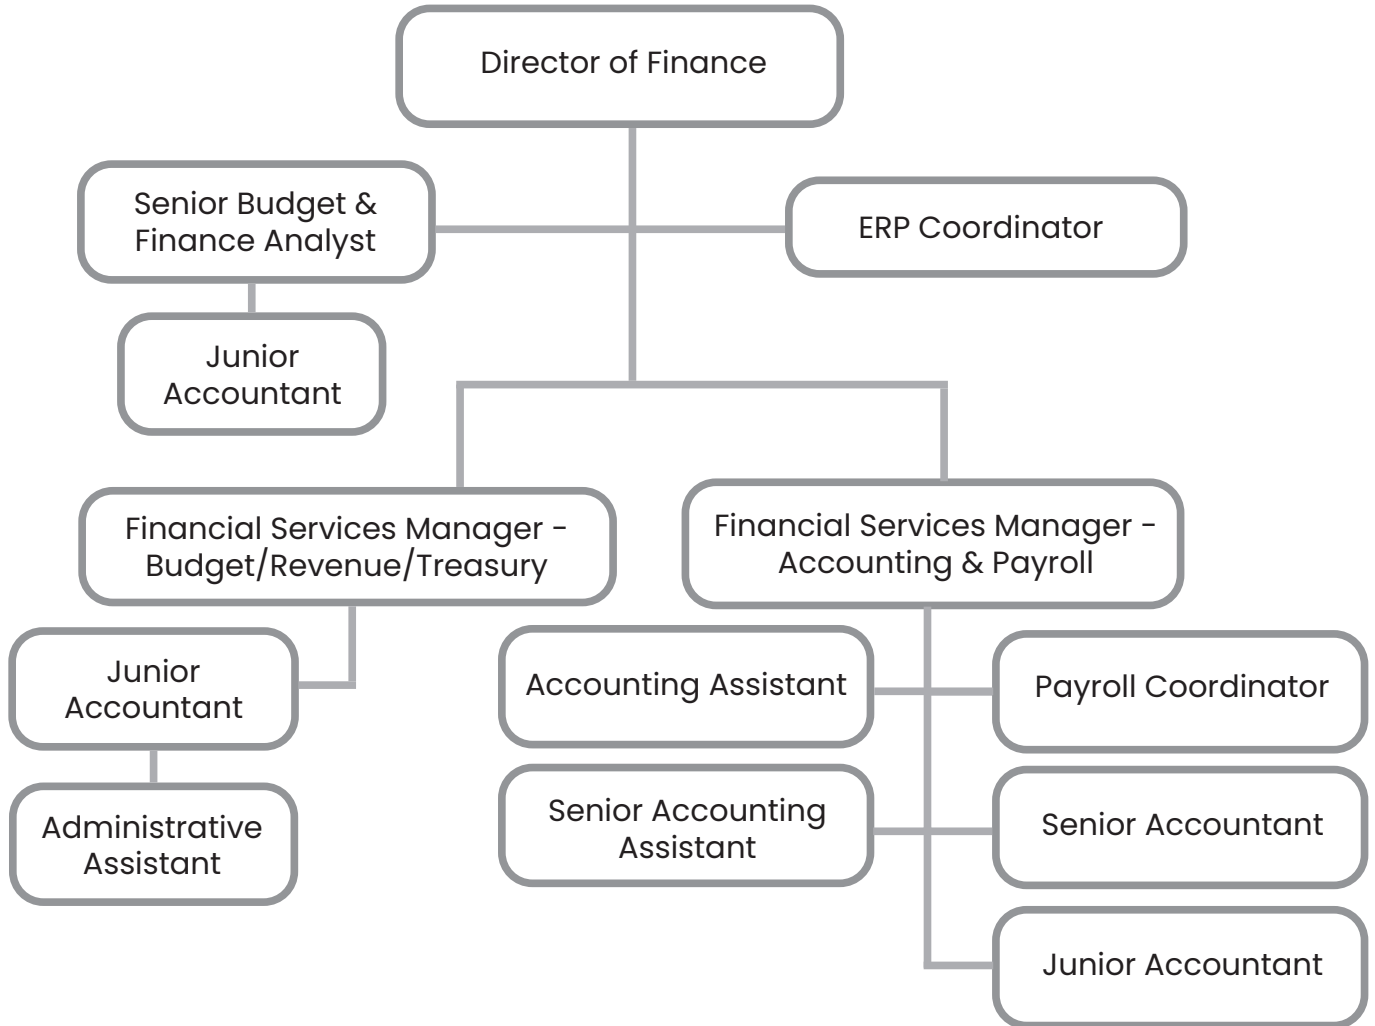 Director of Finance
Senior Budget &
Finance Analyst
ERP Coordinator
Junior
Accountant
Financial Services Manager -
Budget/Revenue/Treasury
Financial Services Manager -
Accounting & Payroll
Junior
Accountant
Accounting Assistant
Payroll Coordinator
Administrative
Assistant
Senior Accounting
Assistant
Senior Accountant
Junior Accountant